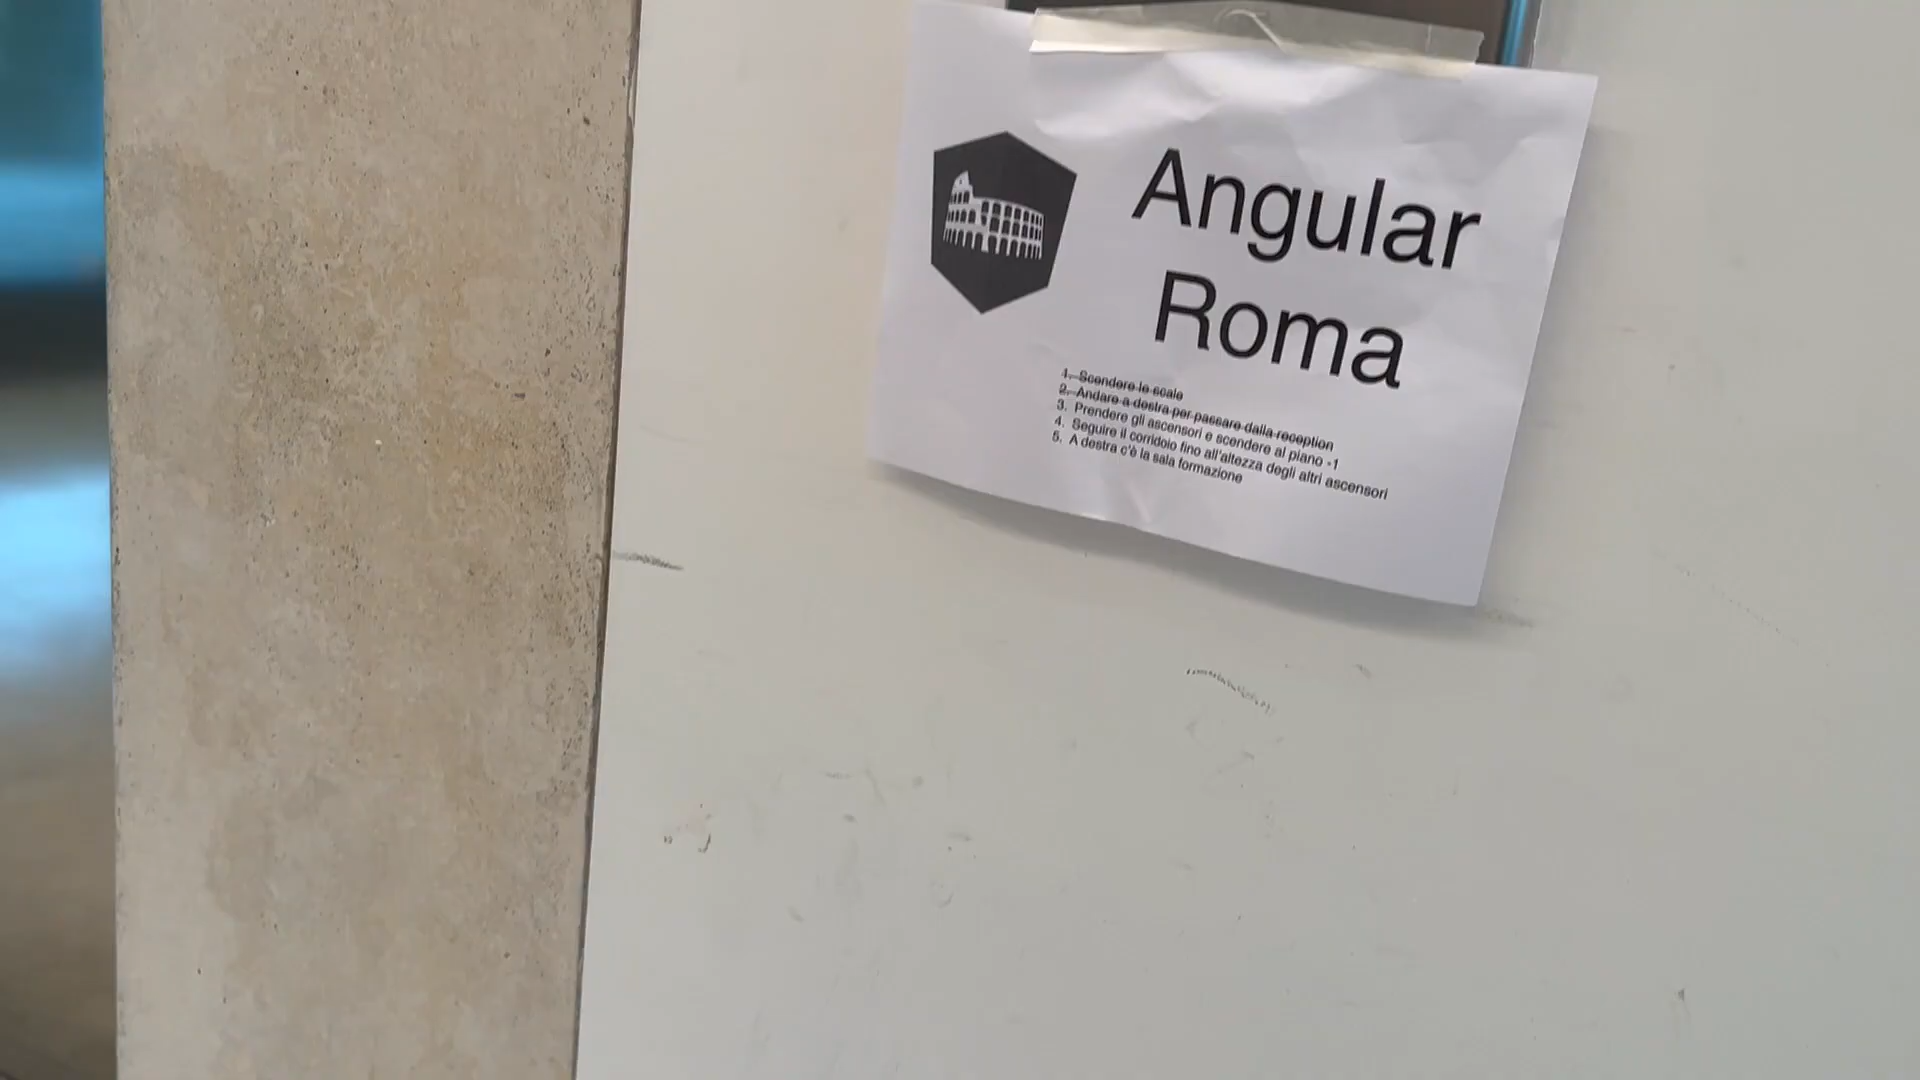 Angular
Roma
1. Scendere le scale
2. Andare a destra per passare dalla reception
3. Prendere gli ascensori e scendere al piano -1
4. Seguire il corridoio fino all'altezza degli altri ascensori
5. A destra c'è la sala formazione